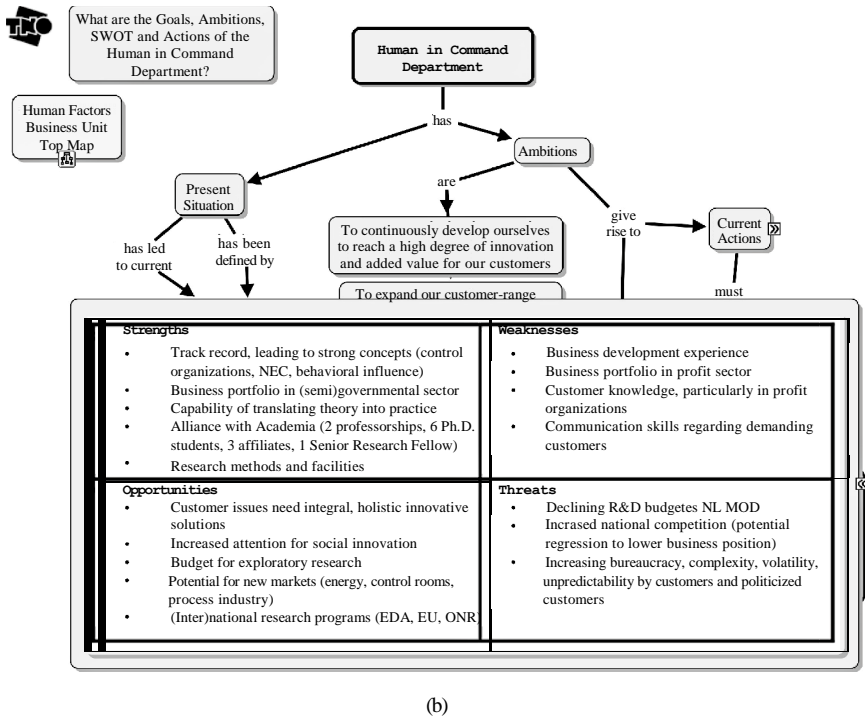 TNO
What are the Goals, Ambitions,
SWOT and Actions of the
Human in Command
Department?
Human in Command
Department
Human Factors
Business Unit
Top Map
has
Ambitions
are
Present
Situation
give
rise to
Current
Actions
has led
to current
has been
defined by
To continuously develop ourselves
to reach a high degree of innovation
and added value for our customers
must
To expand our customer-range
Strengths
• Track record, leading to strong concepts (control
organizations, NEC, behavioral influence)
• Business portfolio in (semi)governmental sector
• Capability of translating theory into practice
• Alliance with Academia (2 professorships, 6 Ph.D.
students, 3 affiliates, 1 Senior Research Fellow)
• Research methods and facilities
Weaknesses
• Business development experience
• Business portfolio in profit sector
• Customer knowledge, particularly in profit
organizations
• Communication skills regarding demanding
customers
Opportunities
• Customer issues need integral, holistic innovative
solutions
• Increased attention for social innovation
• Budget for exploratory research
• Potential for new markets (energy, control rooms,
process industry)
• (Inter)national research programs (EDA, EU, ONR)
Threats
• Declining R&D budgetes NL MOD
• Incrased national competition (potential
regression to lower business position)
• Increasing bureaucracy, complexity, volatility,
unpredictability by customers and politicized
customers
(b)